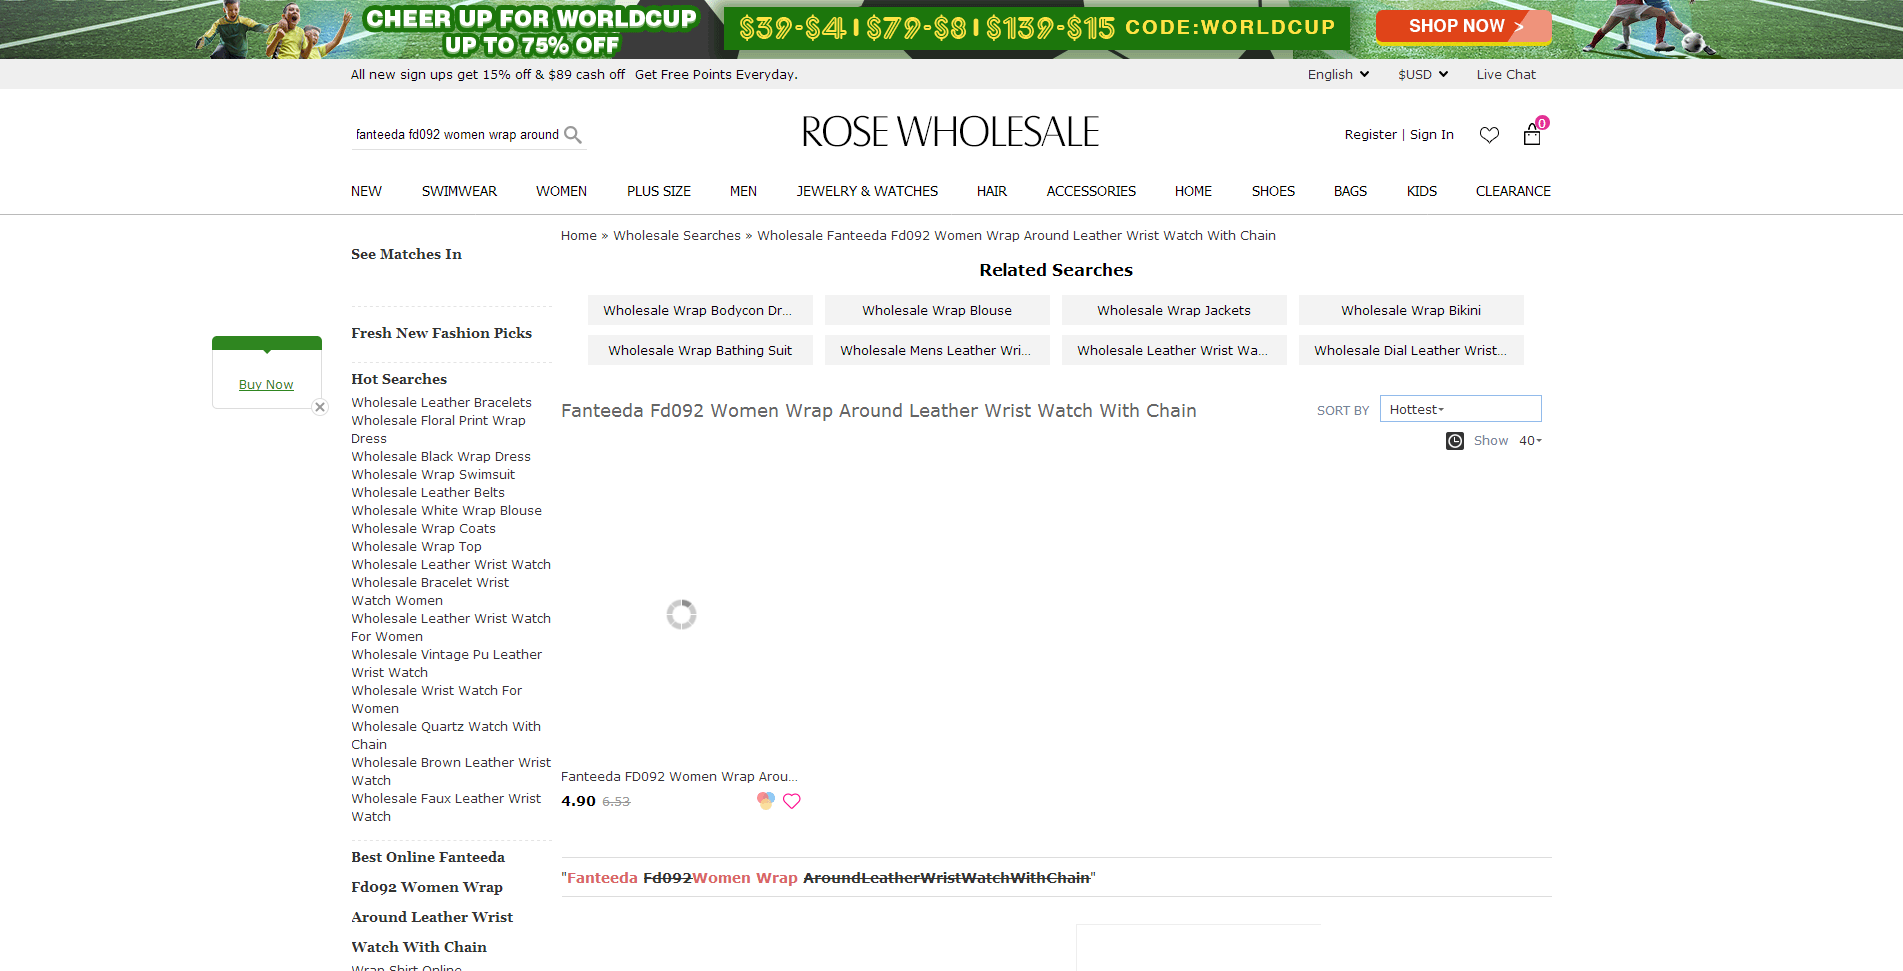 CHEER UP FOR WORLDCUP
UP TO 75% OFF
$39-$4 | $79-$8 | $139-$15 CODE:WORLDCUP
SHOP NOW >
All new sign ups get 15% off & $89 cash off Get Free Points Everyday.
English $USD Live Chat
fanteeda fd092 women wrap around
ROSE WHOLESALE
Register | Sign In
0
NEW SWIMWEAR WOMEN PLUS SIZE MEN JEWELRY & WATCHES HAIR ACCESSORIES HOME SHOES BAGS KIDS CLEARANCE
Home » Wholesale Searches » Wholesale Fanteeda Fd092 Women Wrap Around Leather Wrist Watch With Chain
See Matches In
Fresh New Fashion Picks
Buy Now
Hot Searches
Wholesale Leather Bracelets
Wholesale Floral Print Wrap
Dress
Wholesale Black Wrap Dress
Wholesale Wrap Swimsuit
Wholesale Leather Belts
Wholesale White Wrap Blouse
Wholesale Wrap Coats
Wholesale Wrap Top
Wholesale Leather Wrist Watch
Wholesale Bracelet Wrist
Watch Women
Wholesale Leather Wrist Watch
For Women
Wholesale Vintage Pu Leather
Wrist Watch
Wholesale Wrist Watch For
Women
Wholesale Quartz Watch With
Chain
Wholesale Brown Leather Wrist
Watch
Wholesale Faux Leather Wrist
Watch
Best Online Fanteeda
Fd092 Women Wrap
Around Leather Wrist
Watch With Chain
Wrap Shirt Online
Related Searches
Wholesale Wrap Bodycon Dr... Wholesale Wrap Blouse Wholesale Wrap Jackets Wholesale Wrap Bikini
Wholesale Wrap Bathing Suit Wholesale Mens Leather Wri... Wholesale Leather Wrist Wa... Wholesale Dial Leather Wrist...
Fanteeda Fd092 Women Wrap Around Leather Wrist Watch With Chain
SORT BY Hottest
Show 40
Fanteeda FD092 Women Wrap Arou...
4.90 6.53
"Fanteeda Fd092Women Wrap AroundLeatherWristWatchWithChain"